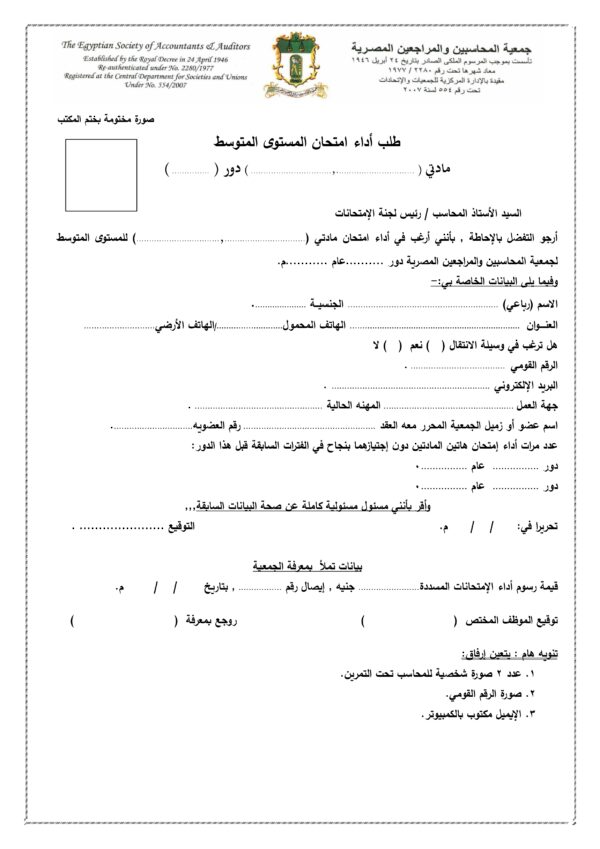 The Egyptian Society of Accountants & Auditors
Established by the Royal Decree in 24 April 1946
Re-authenticated under No. 2280/1977
Registered at the Central Department for Societies and Unions
Under No. 554/2007
جمعية المحاسبين والمراجعين المصرية
تأسست بموجب المرسوم الملكى الصادر بتاريخ ٢٤ أبريل ١٩٤٦
معاد شهرها تحت رقم ٢٢٨٠ / ١٩٧٧
مقيدة بالإدارة المركزية للجمعيات والإتحادات
تحت رقم ٥٥٤ لسنة ٢٠٠٧
صورة مختومة بختم المكتب
طلب أداء امتحان المستوى المتوسط
مادتي ( ..........................,............................ ) دور ( .............. )
السيد الأستاذ المحاسب / رئيس لجنة الإمتحانات
أرجو التفضل بالإحاطة , بأننى أرغب في أداء امتحان مادتي (..........................,..........................) للمستوى المتوسط
لجمعية المحاسبين والمراجعين المصرية دور ..........عام ...........م.
وفيما يلى البيانات الخاصة بي:-
الاسم (رباعي) .................................................... الجنسية ...................
العنــوان .......................................................... الهاتف المحمول......................./الهاتف الأرضي.........................
هل ترغب في وسيلة الانتقال ( ) نعم ( ) لا
الرقم القومي ................................ .
البريد الإلكتروني ...................................................... .
جهة العمل ............................................ المهنه الحالية ............................................ .
اسم عضو أو زميل الجمعية المحرر معه العقد .............................................. رقم العضويه...................
عدد مرات أداء إمتحان هاتين المادتين دون إجتيازهما بنجاح في الفترات السابقة قبل هذا الدور:
دور ................ عام ................
دور ................ عام ................
وأقر بأننى مسئول مسئولية كاملة عن صحة البيانات السابقة,,,
تحريرا في: / / م. التوقيع ...................... .
بيانات تملأ بمعرفة الجمعية
قيمة رسوم أداء الإمتحانات المسددة..................... جنيه , إيصال رقم ................ , بتاريخ / / م.
توقيع الموظف المختص ( ) روجع بمعرفة ( )
تنويه هام : يتعين إرفاق:
١. عدد ٢ صورة شخصية للمحاسب تحت التمرين.
٢. صورة الرقم القومي.
٣. الإيميل مكتوب بالكمبيوتر.